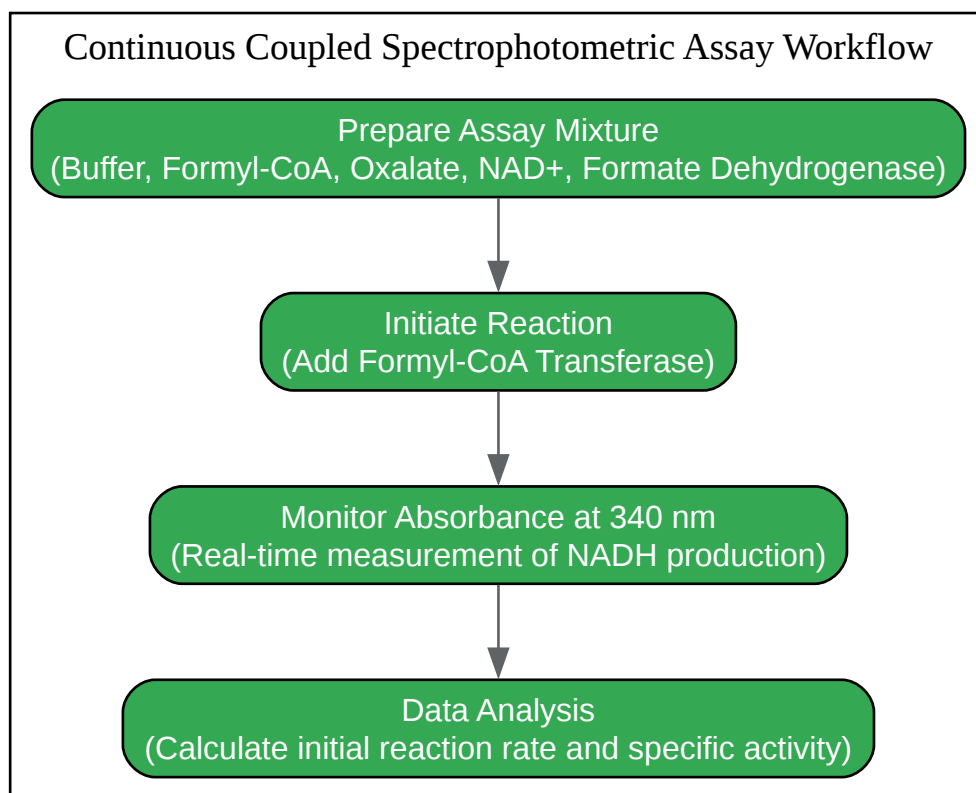 Continuous Coupled Spectrophotometric Assay Workflow
Prepare Assay Mixture
(Buffer, Formyl-CoA, Oxalate, NAD+, Formate Dehydrogenase)
Initiate Reaction
(Add Formyl-CoA Transferase)
Monitor Absorbance at 340 nm
(Real-time measurement of NADH production)
Data Analysis
(Calculate initial reaction rate and specific activity)